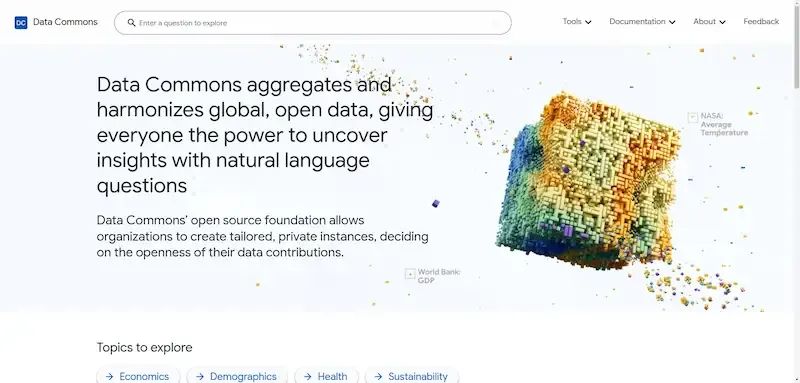 DC Data Commons
Enter a question to explore
Tools
Documentation
About
Feedback
Data Commons aggregates and
harmonizes global, open data, giving
everyone the power to uncover
insights with natural language
questions
Data Commons' open source foundation allows
organizations to create tailored, private instances, deciding
on the openness of their data contributions.
NASA:
Average
Temperature
World Bank:
GDP
Topics to explore
Economics
Demographics
Health
Sustainability